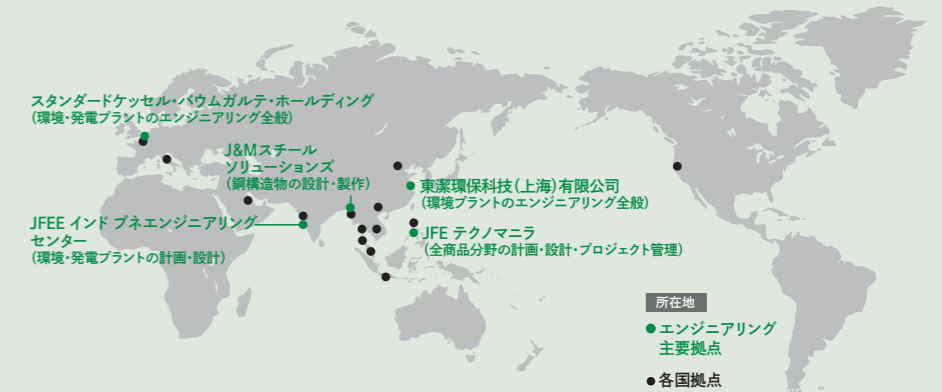 スタンダードケッセル・バウムガルテ・ホールディング
(環境・発電プラントのエンジニアリング全般)
J&Mスチール
ソリューションズ
(鋼構造物の設計・製作)
東潔環保科技(上海)有限公司
(環境プラントのエンジニアリング全般)
JFEE インド プネエンジニアリング
センター
(環境・発電プラントの計画・設計)
JFE テクノマニラ
(全商品分野の計画・設計・プロジェクト管理)
所在地
エンジニアリング
主要拠点
各国拠点